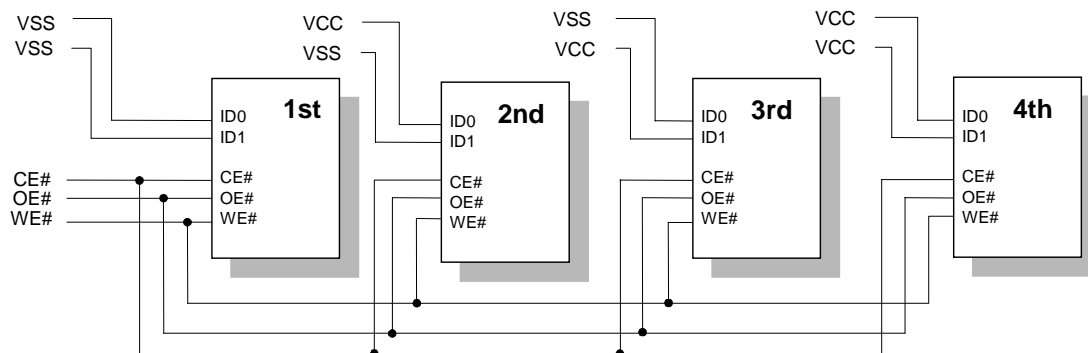 VSS
VSS
VCC
VSS
VSS
VCC
VCC
VCC
1st
ID0
ID1
CE#
OE#
WE#
2nd
ID0
ID1
CE#
OE#
WE#
3rd
ID0
ID1
CE#
OE#
WE#
4th
ID0
ID1
CE#
OE#
WE#
CE#
OE#
WE#